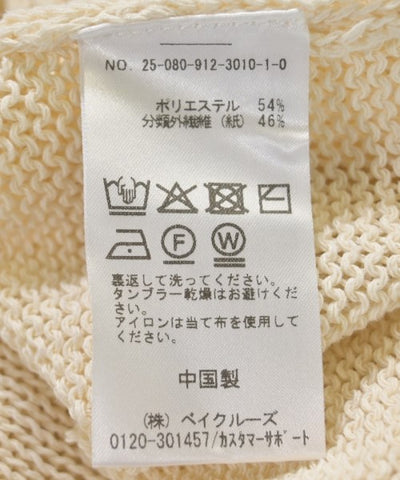 NO. 25-080-912-3010-1-0
ポリエステル 54%
分類外繊維(紙) 46%
F W
裏返して洗ってください。
タンブラー乾燥はお避けください。
アイロンは当て布を使用してください。
中国製
(株) ベイクルーズ
0120-301457/カスタマーサポート